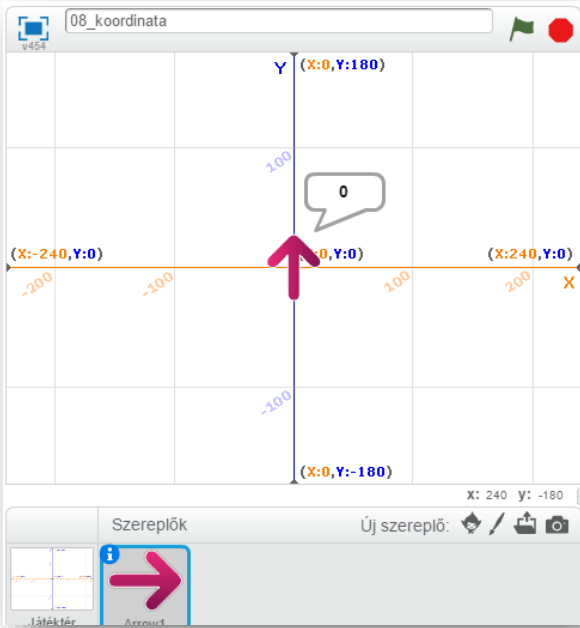 08_koordinata
v454
Y
(X:0,Y:180)
100
0
(X:-240,Y:0)
:0,Y:0)
(X:240,Y:0)
-200
-100
100
200
X
-100
(X:0,Y:-180)
X: 240 y: -180
Szereplők
Új szereplő:
Játéktér
Arrow1